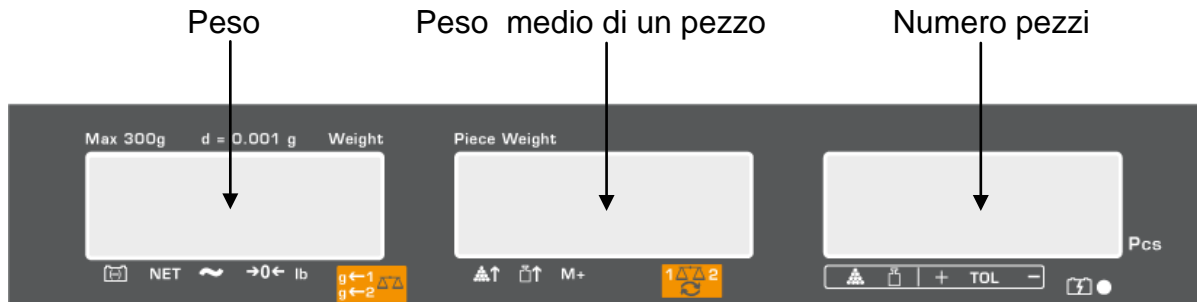 Peso Peso medio di un pezzo Numero pezzi
Max 300g d = 0.001 g Weight Piece Weight
Pcs
NET →0← lb g←1 M+ 1 2 + TOL −
g←2